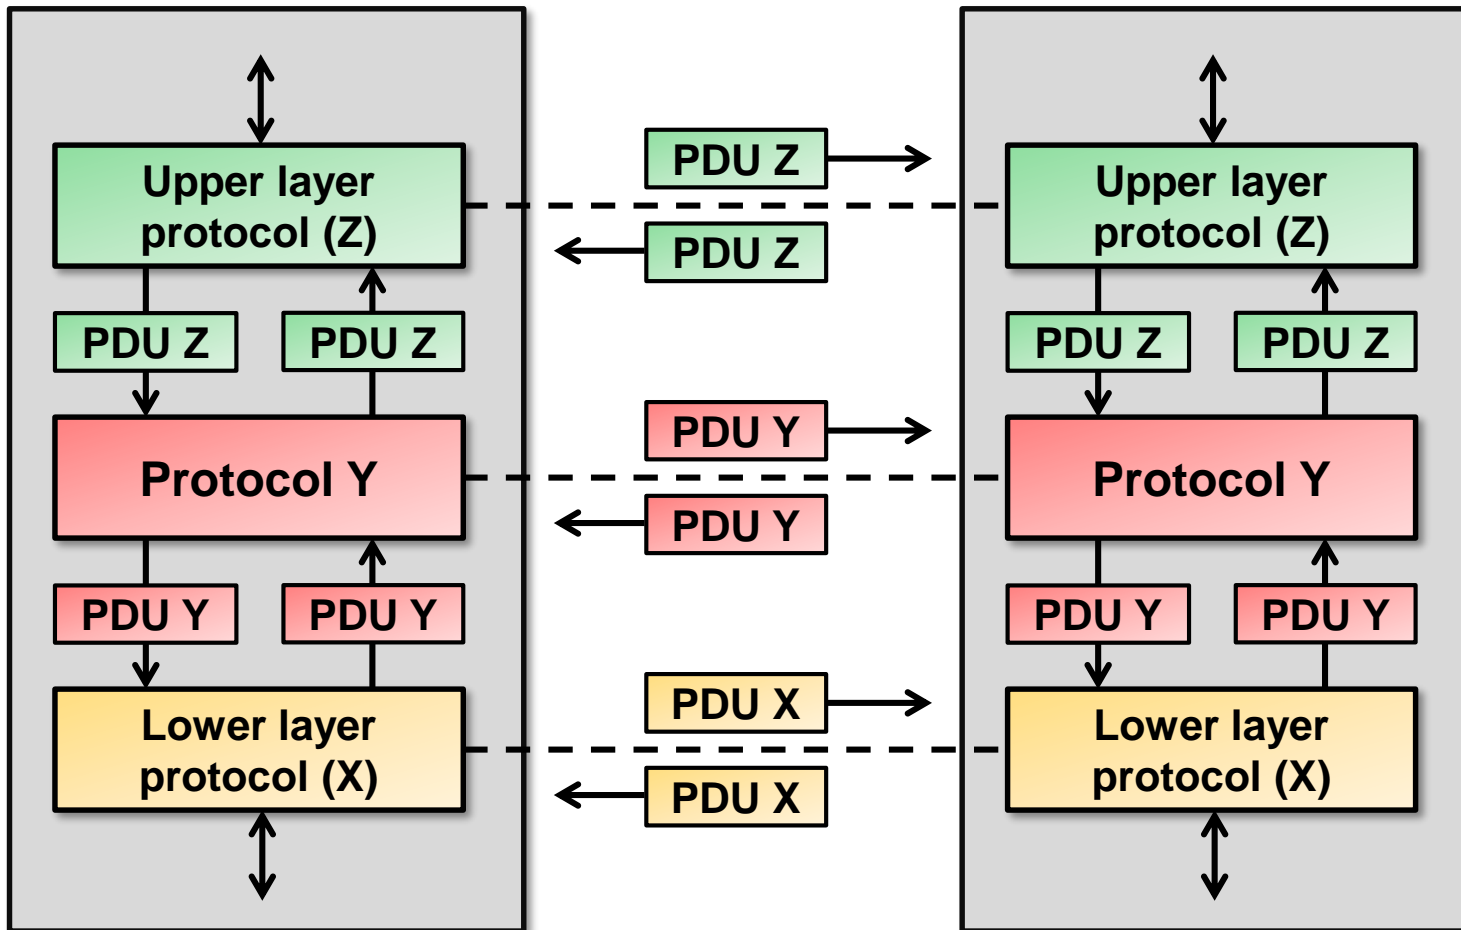 Upper layer
protocol (Z)
PDU Z
PDU Z
Protocol Y
PDU Y
PDU Y
Lower layer
protocol (X)
PDU Z
PDU Z
PDU Y
PDU Y
PDU X
PDU X
Upper layer
protocol (Z)
PDU Z
PDU Z
Protocol Y
PDU Y
PDU Y
Lower layer
protocol (X)